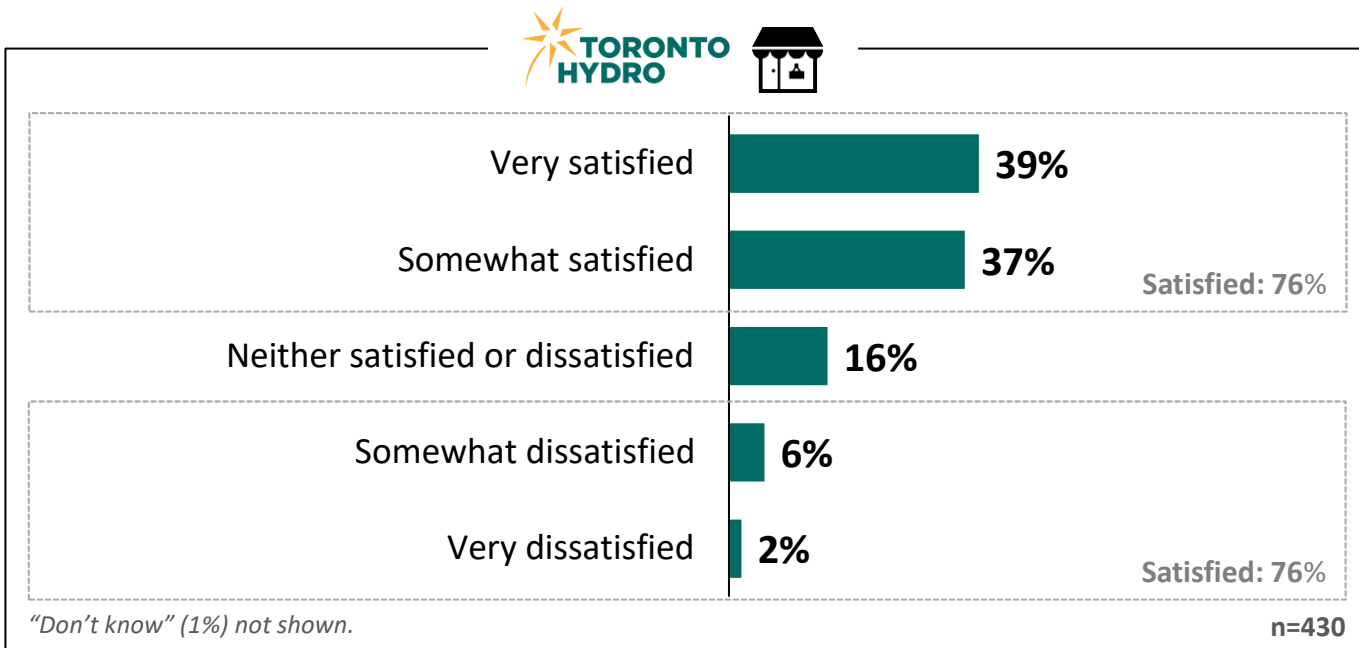 TORONTO
HYDRO
Very satisfied 39%
Somewhat satisfied 37%
Satisfied: 76%
Neither satisfied or dissatisfied 16%
Somewhat dissatisfied 6%
Very dissatisfied 2%
Satisfied: 76%
“Don’t know” (1%) not shown. n=430